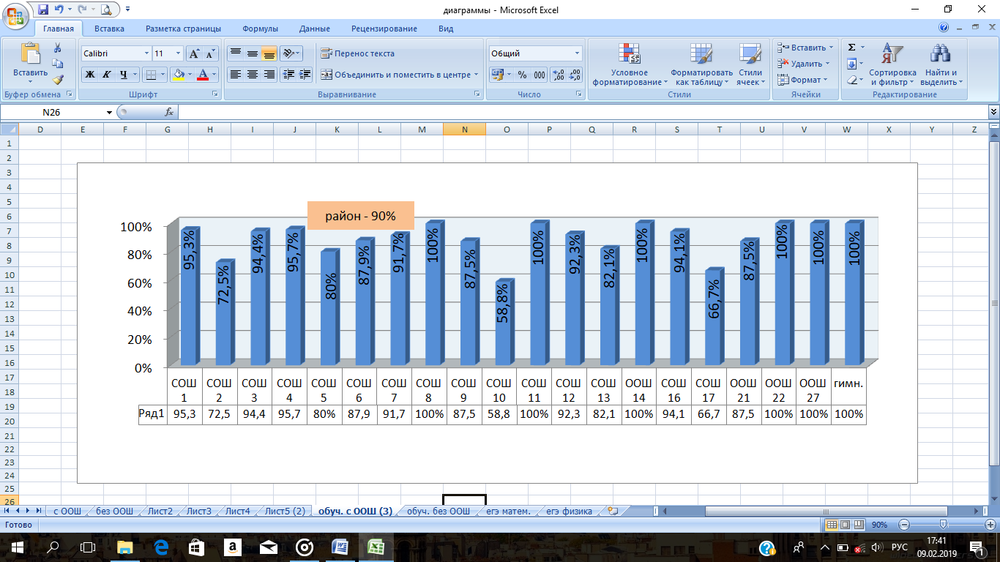 диаграммы - Microsoft Excel
Главная Вставка Разметка страницы Формулы Данные Рецензирование Вид
Вставить
Буфер обмена
Calibri 11
Ж К Ч
Шрифт
Перенос текста
Объединить и поместить в центре
Выравнивание
Общий
% 000 ,00 ,00
Число
Условное форматирование
Форматировать как таблицу
Стили ячеек
Стили
Вставить
Удалить
Формат
Ячейки
Сортировка и фильтр
Найти и выделить
Редактирование
N26 fx
D E F G H I J K L M N O P Q R S T U V W X Y Z
1
2
3
4
5
6
7
8
9
10
11
12
13
14
15
16
17
18
19
20
21
22
23
24
25
26
район - 90%
100%
80%
60%
40%
20%
0%
95,3% 72,5% 94,4% 95,7% 80% 87,9% 91,7% 100% 87,5% 58,8% 100% 92,3% 82,1% 100% 94,1% 66,7% 87,5% 100% 100% 100%
СОШ СОШ СОШ СОШ СОШ СОШ СОШ СОШ СОШ СОШ СОШ СОШ СОШ ООШ СОШ СОШ ООШ ООШ ООШ гимн.
1 2 3 4 5 6 7 8 9 10 11 12 13 14 16 17 21 22 27
Ряд1 95,3 72,5 94,4 95,7 80% 87,9 91,7 100% 87,5 58,8 100% 92,3 82,1 100% 94,1 66,7 87,5 100% 100% 100%
с ООШ без ООШ Лист2 Лист3 Лист4 Лист5 (2) обуч. с ООШ (3) обуч. без ООШ егэ матем. егэ физика
Готово 90%
РУС 17:41
09.02.2019